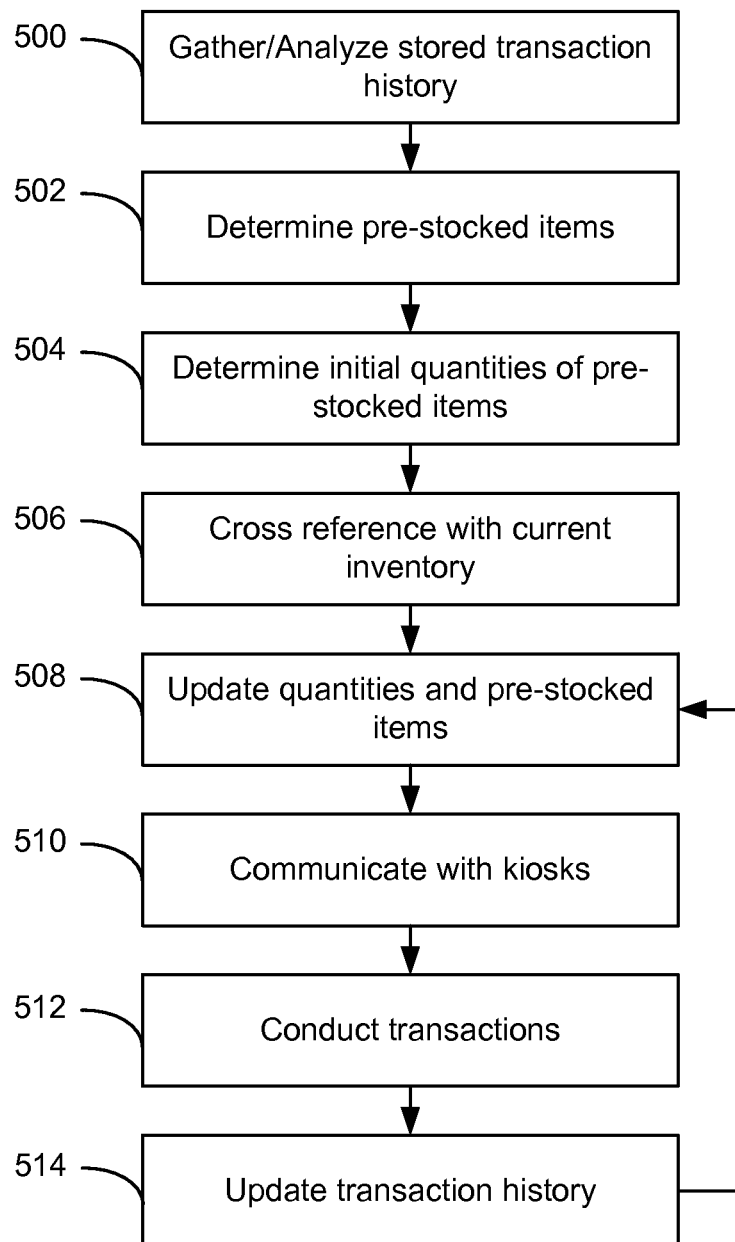 500
Gather/Analyze stored transaction
history
502
Determine pre-stocked items
504
Determine initial quantities of pre-
stocked items
506
Cross reference with current
inventory
508
Update quantities and pre-stocked
items
510
Communicate with kiosks
512
Conduct transactions
514
Update transaction history